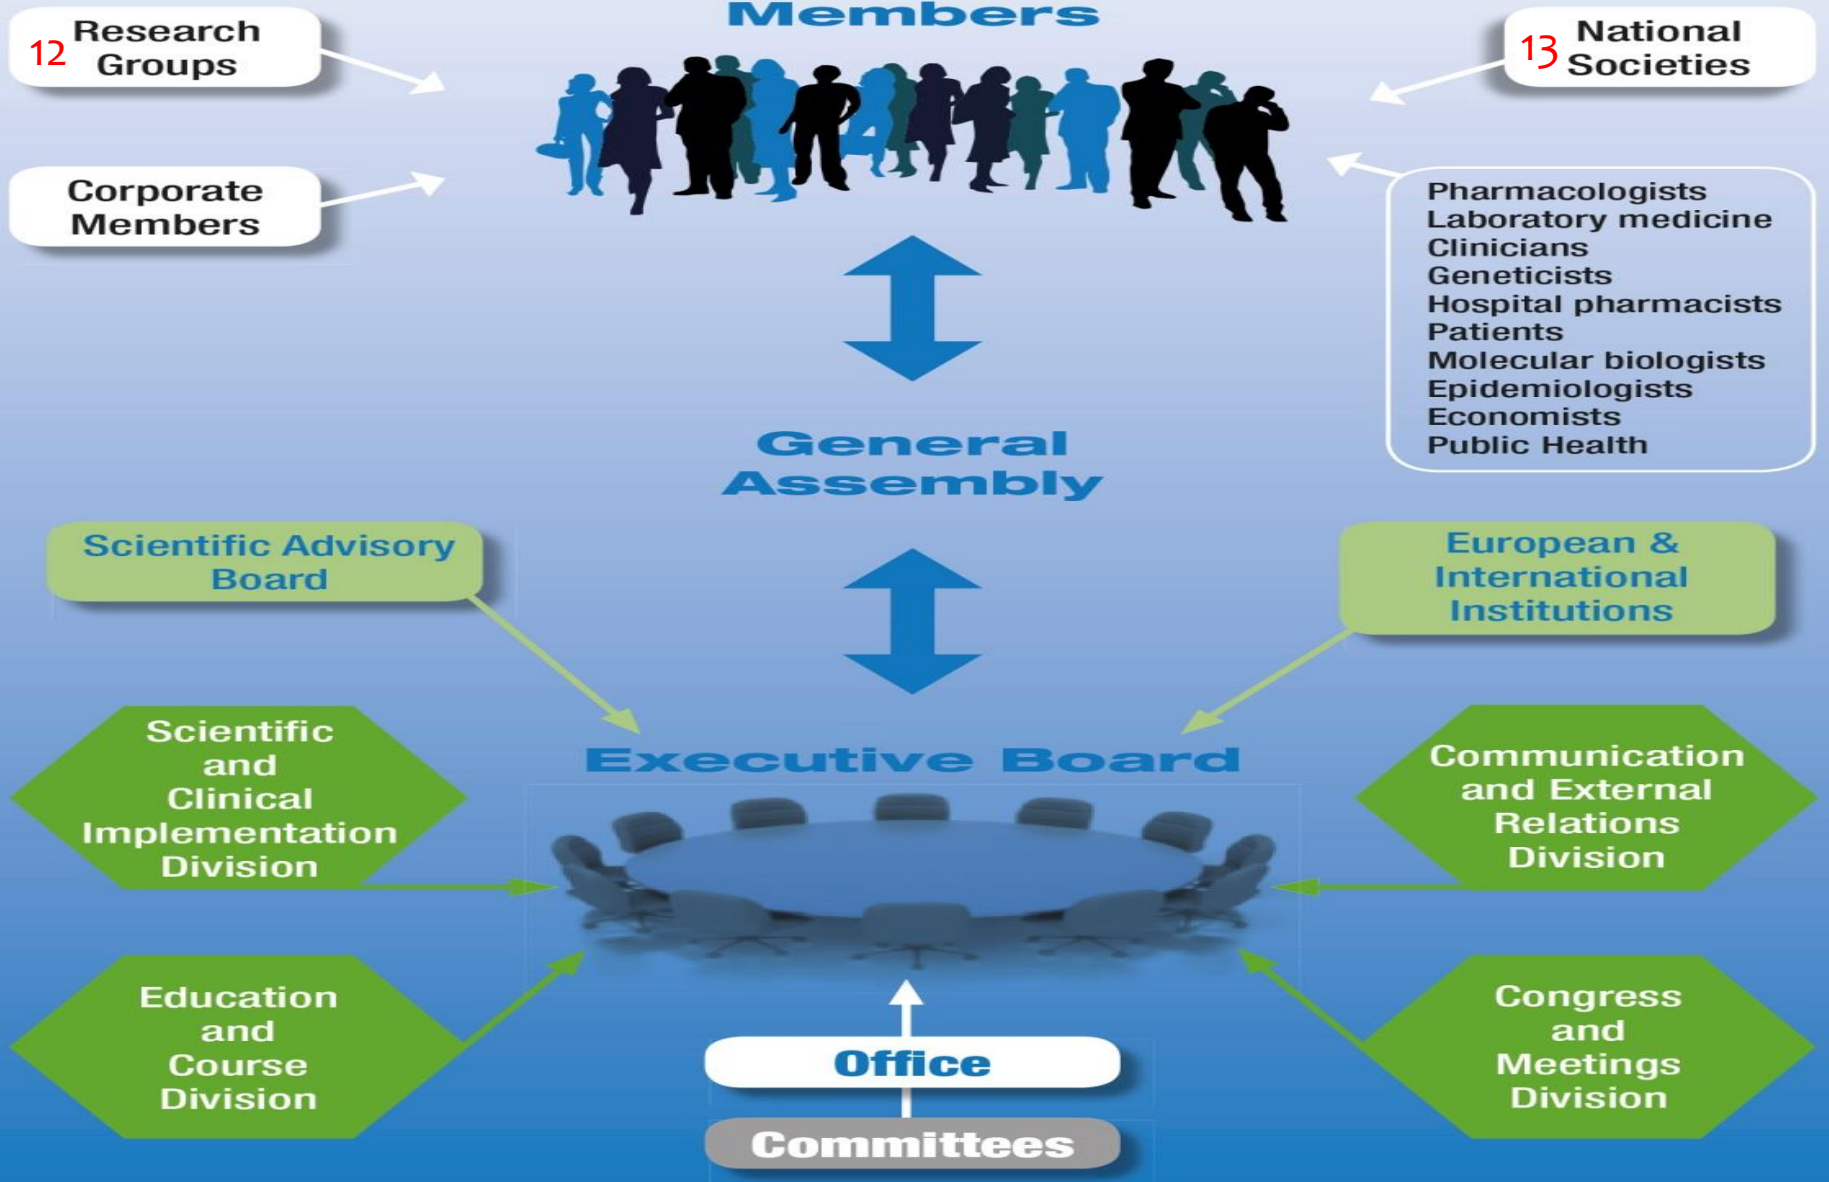 Members
12 Research
Groups
13 National
Societies
Corporate
Members
Pharmacologists
Laboratory medicine
Clinicians
Geneticists
Hospital pharmacists
Patients
Molecular biologists
Epidemiologists
Economists
Public Health
General
Assembly
Scientific Advisory
Board
European &
International
Institutions
Executive Board
Scientific
and
Clinical
Implementation
Division
Communication
and External
Relations
Division
Education
and
Course
Division
Congress
and
Meetings
Division
Office
Committees